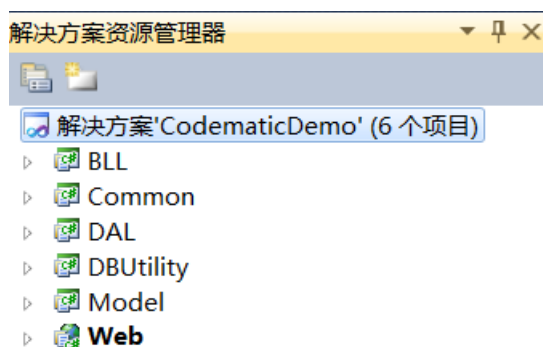 解决方案资源管理器
解决方案'CodematicDemo' (6 个项目)
BLL
Common
DAL
DBUtility
Model
Web